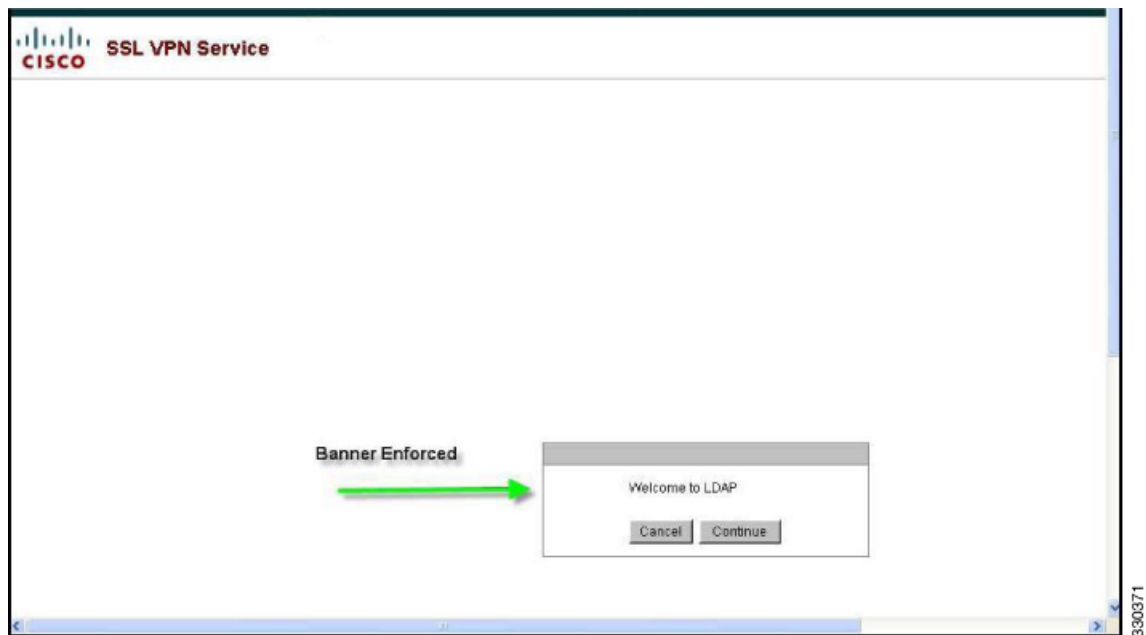 CISCO
SSL VPN Service
Banner Enforced
Welcome to LDAP
Cancel Continue
330371